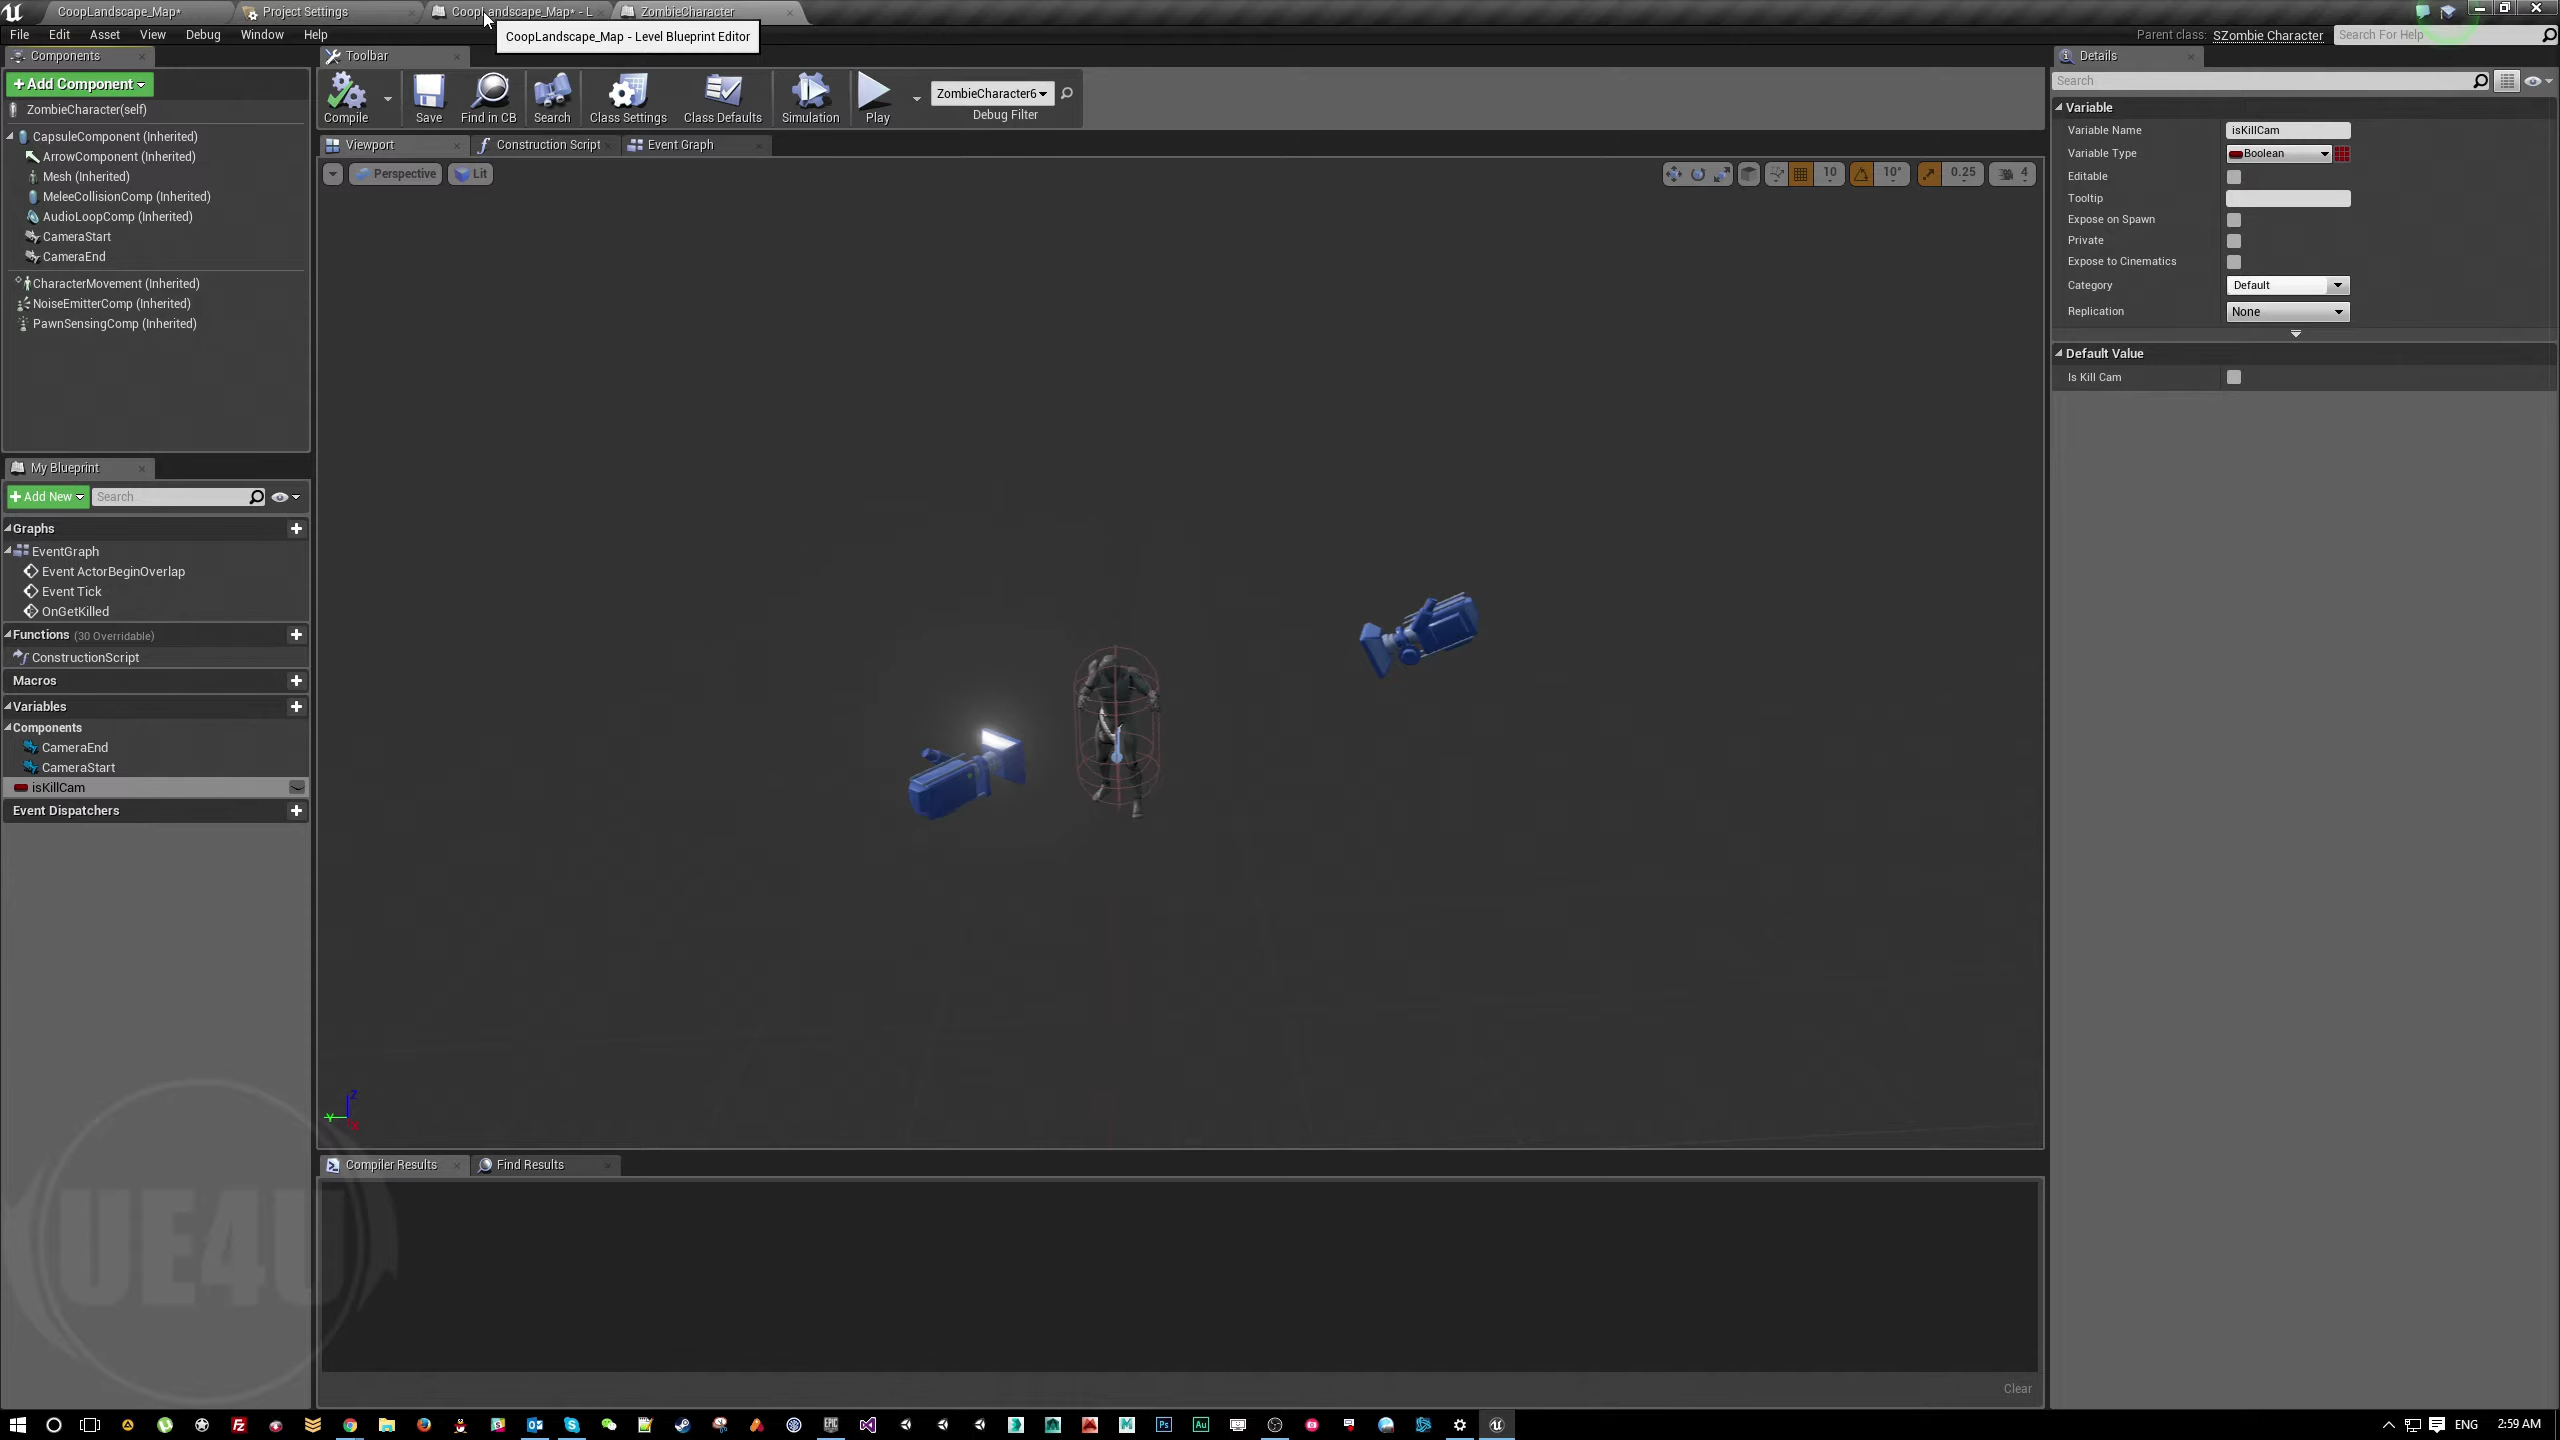 CoopLandscape_Map*
Project Settings
CoopLandscape_Map* - L
ZombieCharacter
File Edit Asset View Debug Window Help
CoopLandscape_Map - Level Blueprint Editor
Parent class: SZombie Character
Search For Help
Components
+Add Component
ZombieCharacter(self)
CapsuleComponent (Inherited)
ArrowComponent (Inherited)
Mesh (Inherited)
MeleeCollisionComp (Inherited)
AudioLoopComp (Inherited)
CameraStart
CameraEnd
CharacterMovement (Inherited)
NoiseEmitterComp (Inherited)
PawnSensingComp (Inherited)
My Blueprint
+Add New
Search
Graphs
EventGraph
Event ActorBeginOverlap
Event Tick
OnGetKilled
Functions (30 Overridable)
ConstructionScript
Macros
Variables
Components
CameraEnd
CameraStart
isKillCam
Event Dispatchers
Toolbar
Compile
Save
Find in CB
Search
Class Settings
Class Defaults
Simulation
Play
ZombieCharacter6
Debug Filter
Viewport
Construction Script
Event Graph
Perspective
Lit
10
10°
0.25
4
Z
Y
X
Compiler Results
Find Results
Clear
Details
Search
Variable
Variable Name isKillCam
Variable Type Boolean
Editable
Tooltip
Expose on Spawn
Private
Expose to Cinematics
Category Default
Replication None
Default Value
Is Kill Cam
UE4U
Ps
Au
ENG
2:59 AM